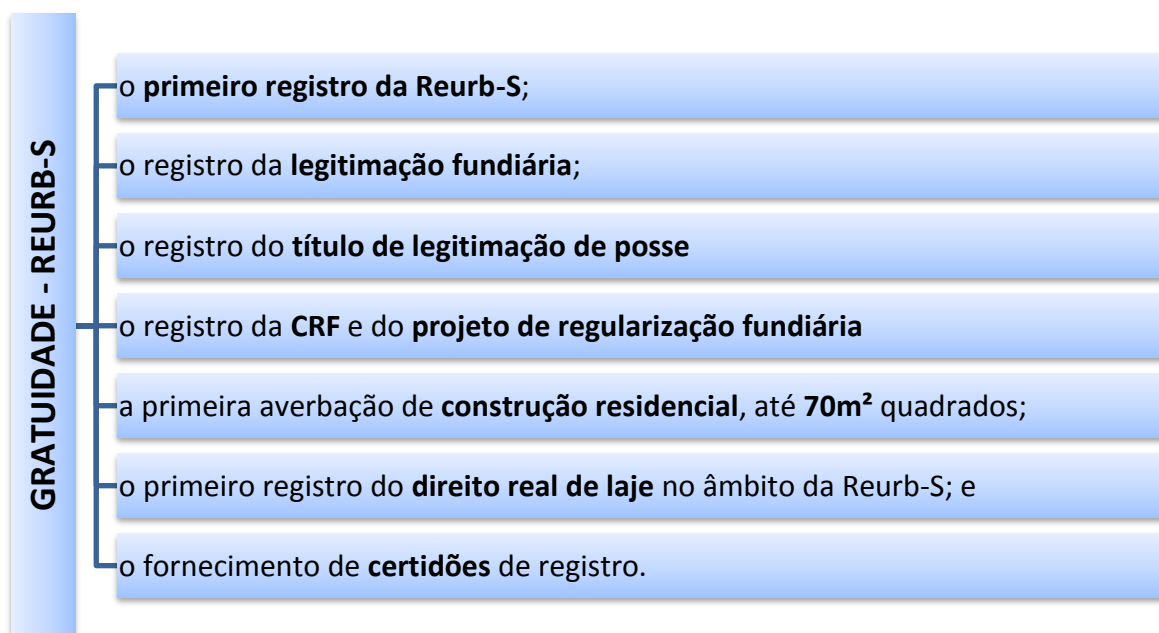 GRATUIDADE - REURB-S
o primeiro registro da Reurb-S;
o registro da legitimação fundiária;
o registro do título de legitimação de posse
o registro da CRF e do projeto de regularização fundiária
a primeira averbação de construção residencial, até 70m² quadrados;
o primeiro registro do direito real de laje no âmbito da Reurb-S; e
o fornecimento de certidões de registro.